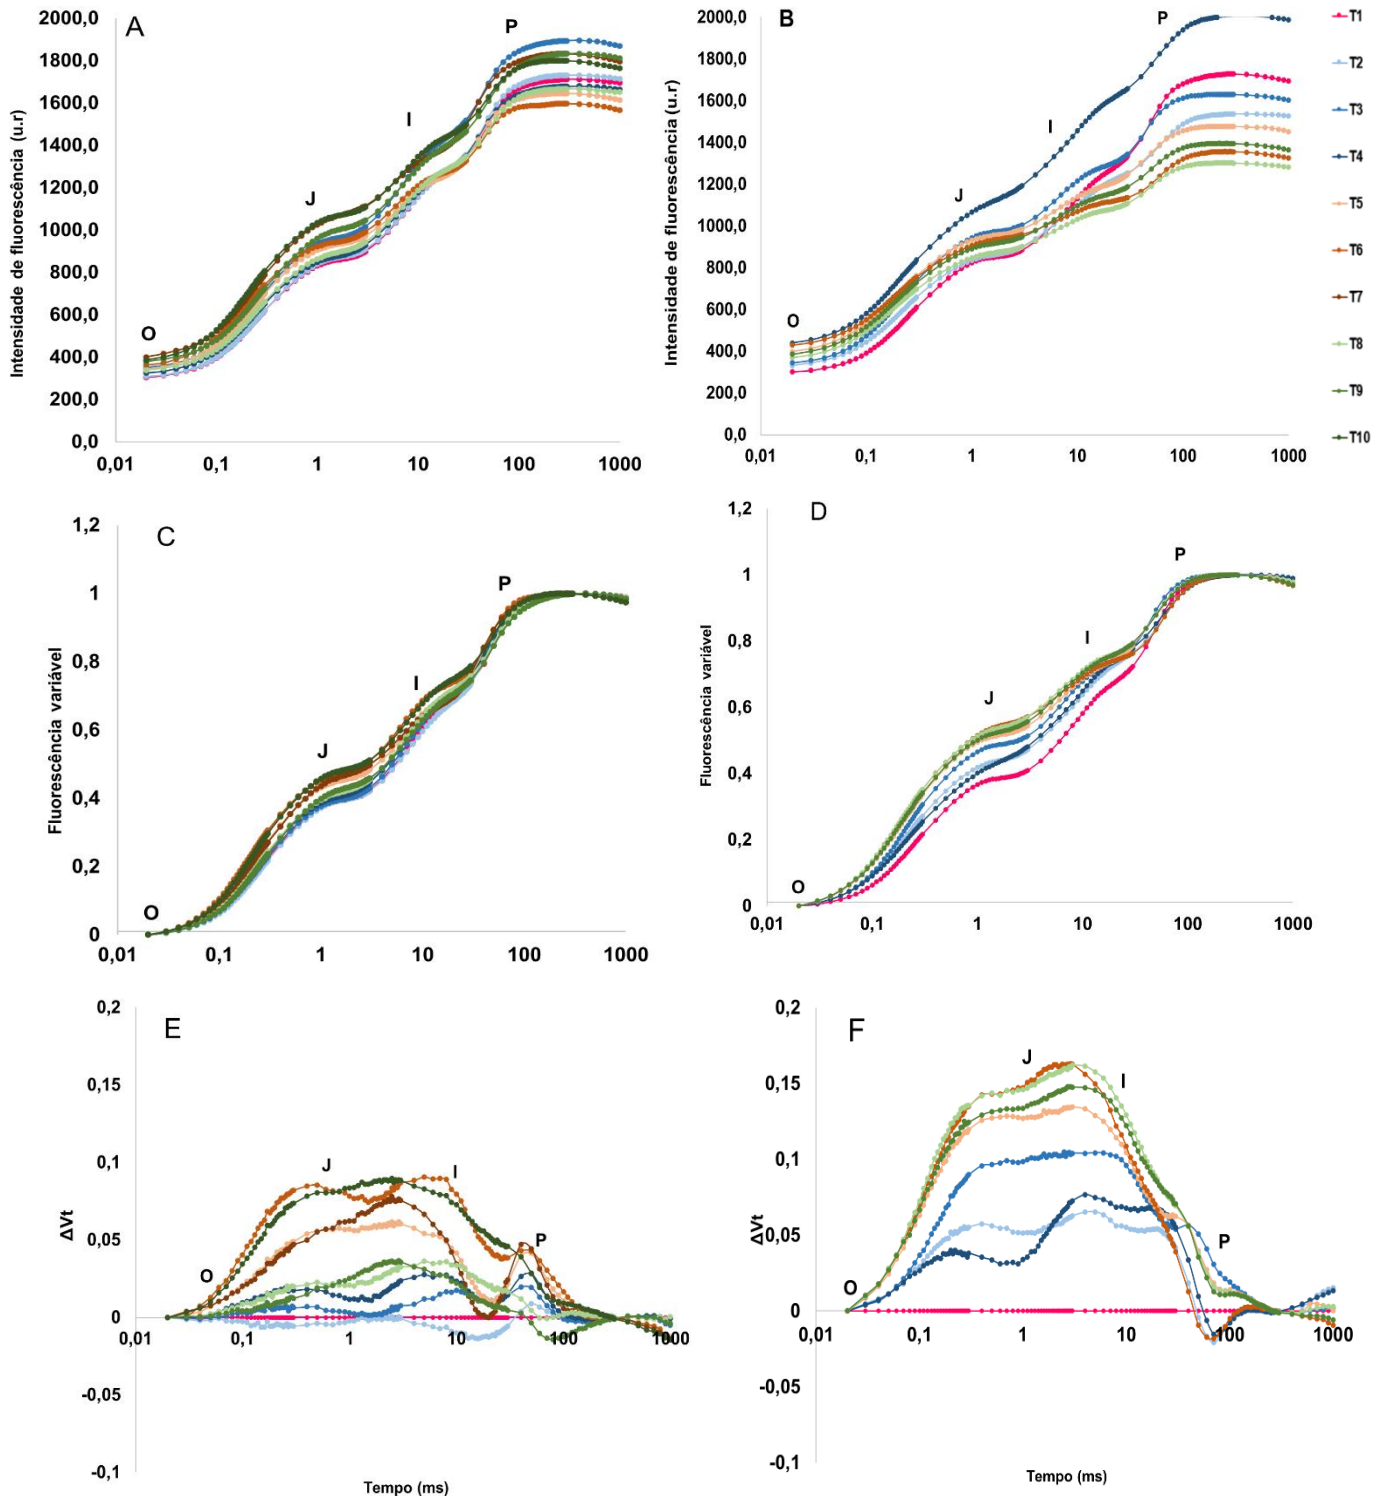 A
P
I
J
O
Intensidade de fluorescência (u.r)
2000,0
1800,0
1600,0
1400,0
1200,0
1000,0
800,0
600,0
400,0
200,0
0,0
0,01 0,1 1 10 100 1000
B
P
I
J
O
Intensidade de fluorescência (u.r)
2000,0
1800,0
1600,0
1400,0
1200,0
1000,0
800,0
600,0
400,0
200,0
0,0
0,01 0,1 1 10 100 1000
T1
T2
T3
T4
T5
T6
T7
T8
T9
T10
C
P
I
J
O
Fluorescência variável
1,2
1
0,8
0,6
0,4
0,2
0
0,01 0,1 1 10 100 1000
D
P
I
J
O
Fluorescência variável
1,2
1
0,8
0,6
0,4
0,2
0
0,01 0,1 1 10 100 1000
E
J
I
P
O
ΔVt
0,2
0,15
0,1
0,05
0
-0,05
-0,1
0,01 0,1 1 10 100 1000
Tempo (ms)
F
J
I
P
O
ΔVt
0,2
0,15
0,1
0,05
0
-0,05
-0,1
0,01 0,1 1 10 100 1000
Tempo (ms)